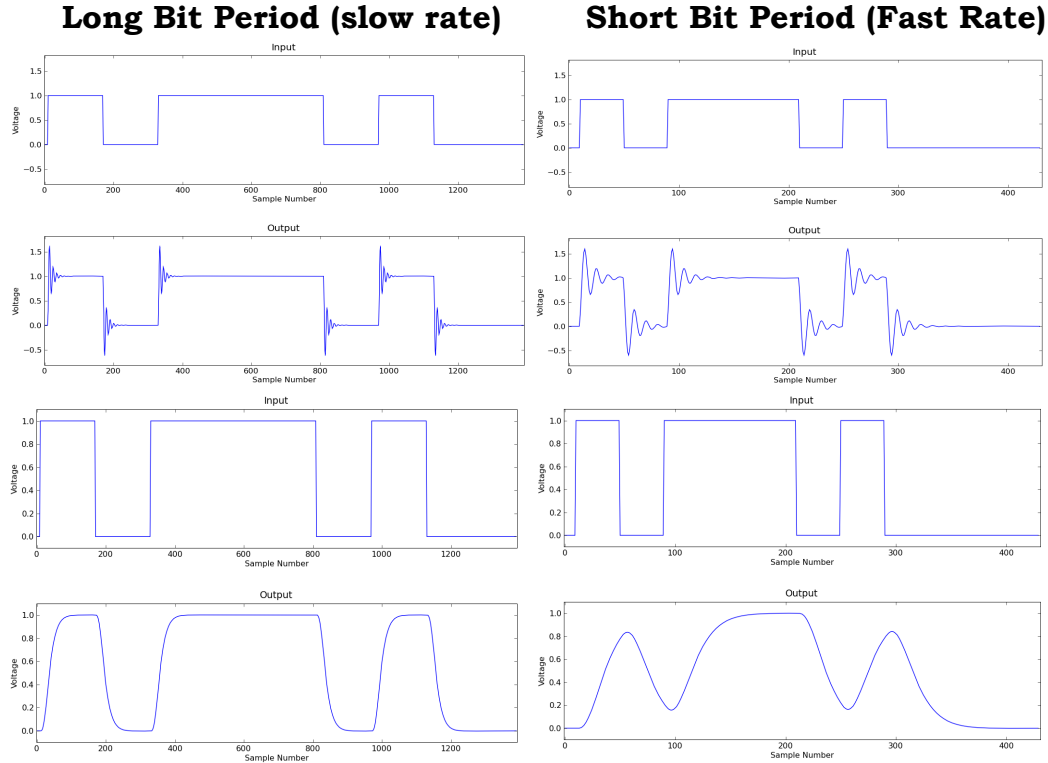 Long Bit Period (slow rate)
Short Bit Period (Fast Rate)
Input
1.5
1.0
0.5
0.0
−0.5
Voltage
0 200 400 600 800 1000 1200
Sample Number
Input
1.5
1.0
0.5
0.0
−0.5
Voltage
0 100 200 300 400
Sample Number
Output
1.5
1.0
0.5
0.0
−0.5
Voltage
0 200 400 600 800 1000 1200
Sample Number
Output
1.5
1.0
0.5
0.0
−0.5
Voltage
0 100 200 300 400
Sample Number
Input
1.0
0.8
0.6
0.4
0.2
0.0
Voltage
0 200 400 600 800 1000 1200
Sample Number
Input
1.0
0.8
0.6
0.4
0.2
0.0
Voltage
0 100 200 300 400
Sample Number
Output
1.0
0.8
0.6
0.4
0.2
0.0
Voltage
0 200 400 600 800 1000 1200
Sample Number
Output
1.0
0.8
0.6
0.4
0.2
0.0
Voltage
0 100 200 300 400
Sample Number